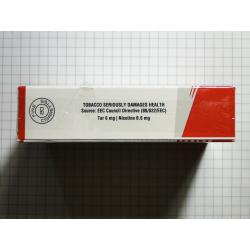 TOBACCO SERIOUSLY DAMAGES HEALTH
Source: EEC Council Directive (89/622/EEC)
Tar 6 mg | Nicotine 0.6 mg